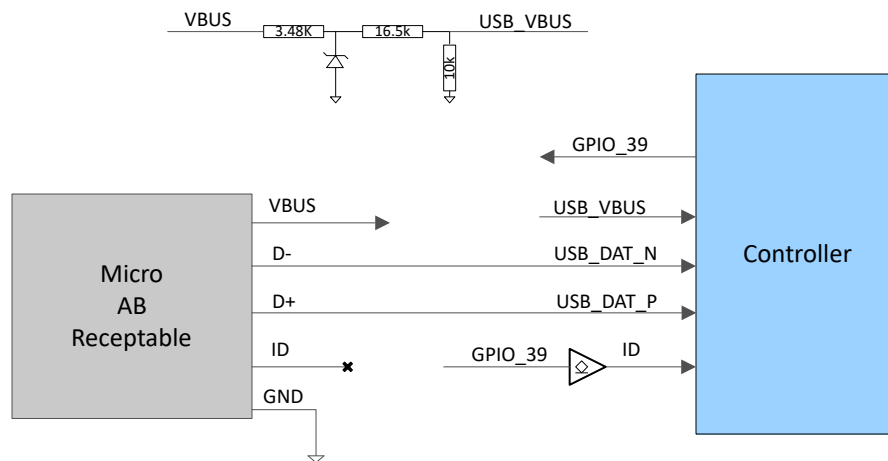 VBUS
3.48K
16.5k
USB_VBUS
10k
GPIO_39
VBUS
USB_VBUS
D-
USB_DAT_N
Controller
Micro
AB
Receptable
D+
USB_DAT_P
ID
GPIO_39
ID
GND